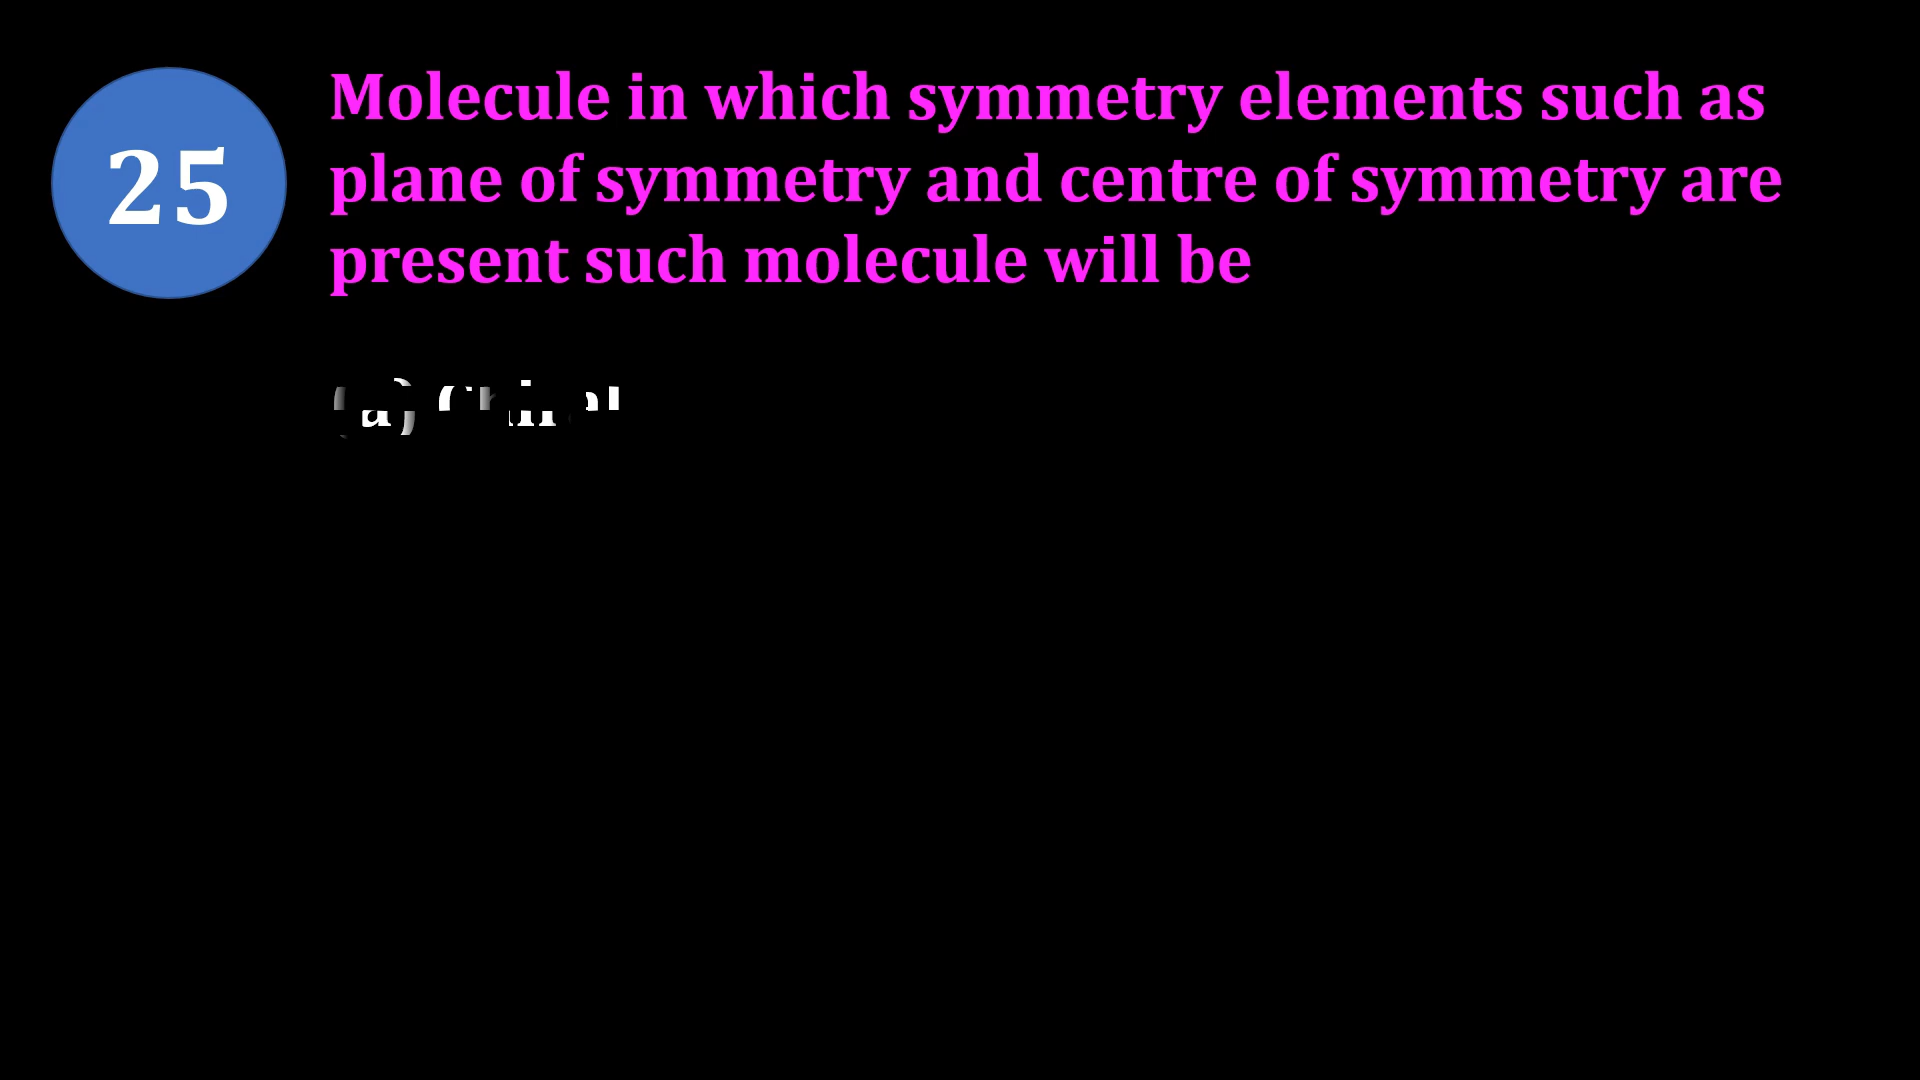 25
Molecule in which symmetry elements such as
plane of symmetry and centre of symmetry are
present such molecule will be
(a) Chiral